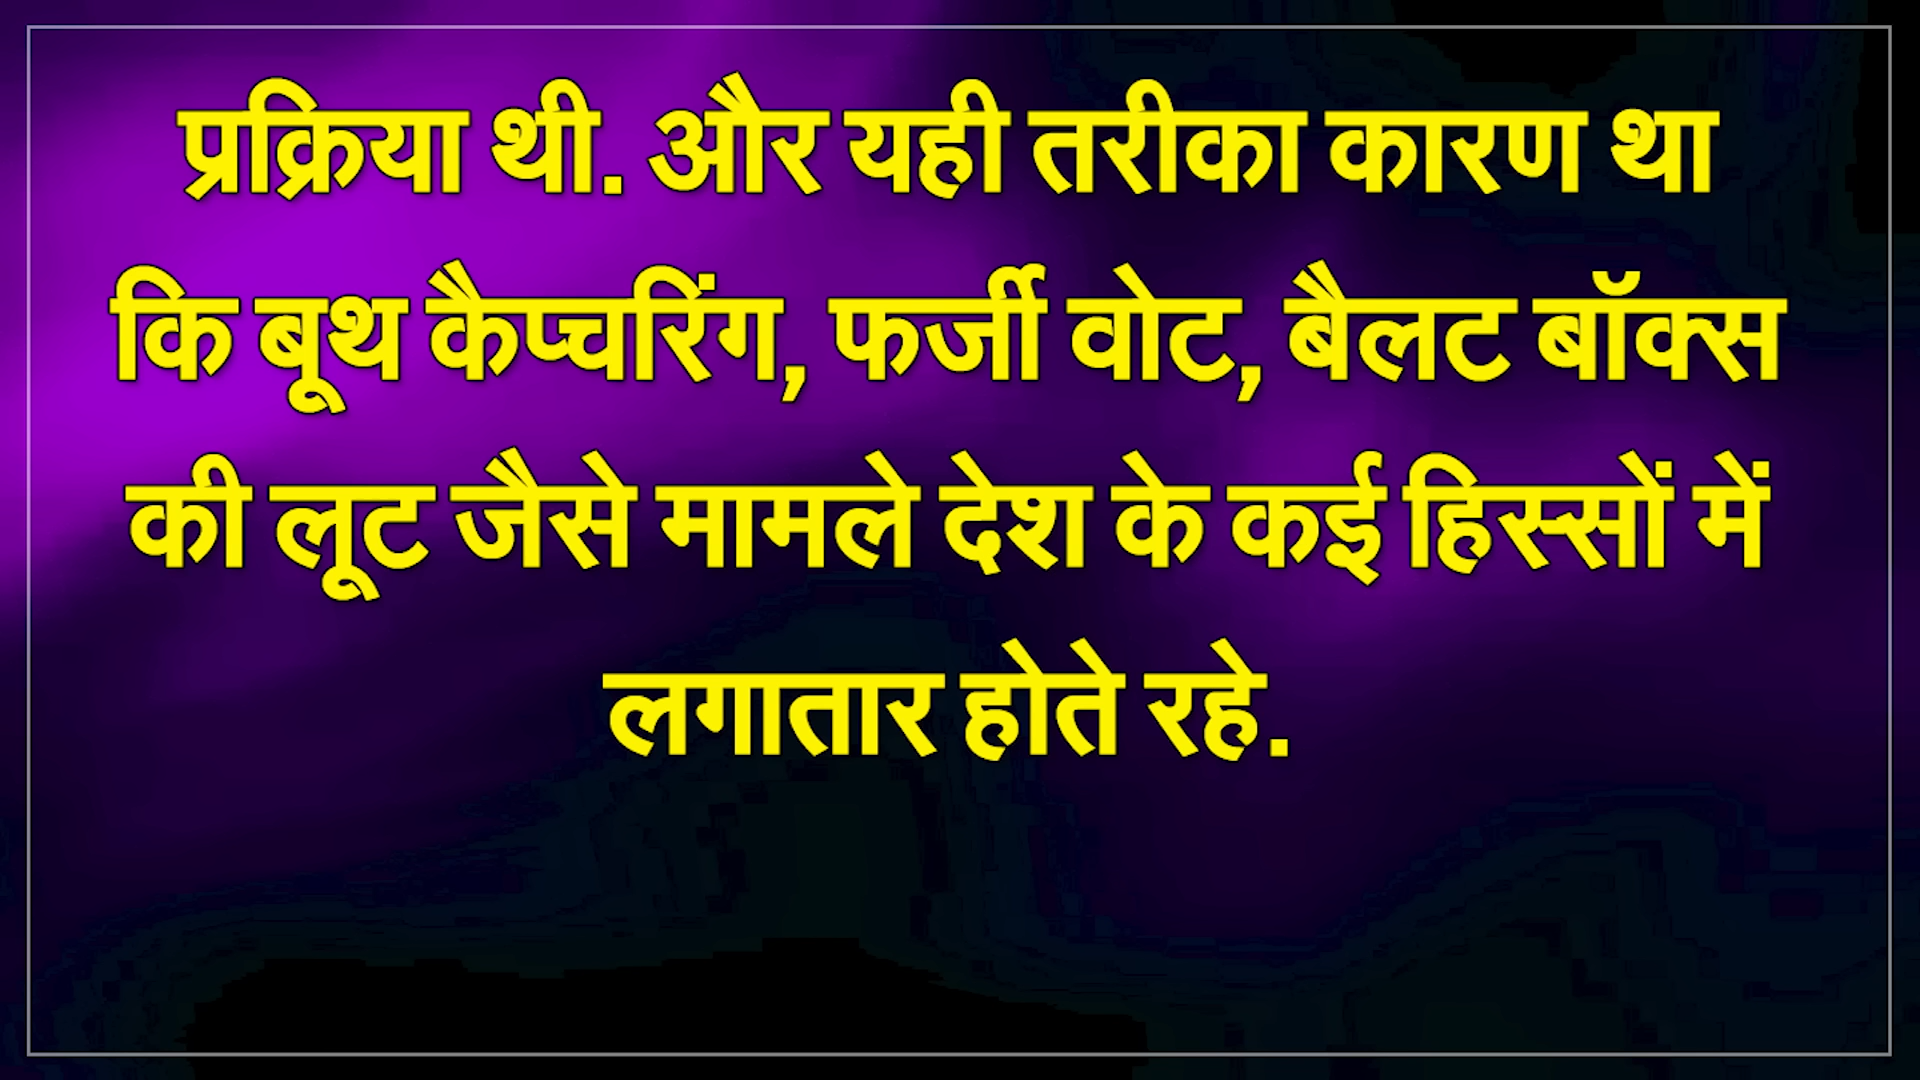 प्रक्रिया थी. और यही तरीका कारण था
कि बूथ कैप्चरिंग, फर्जी वोट, बैलट बॉक्स
की लूट जैसे मामले देश के कई हिस्सों में
लगातार होते रहे.